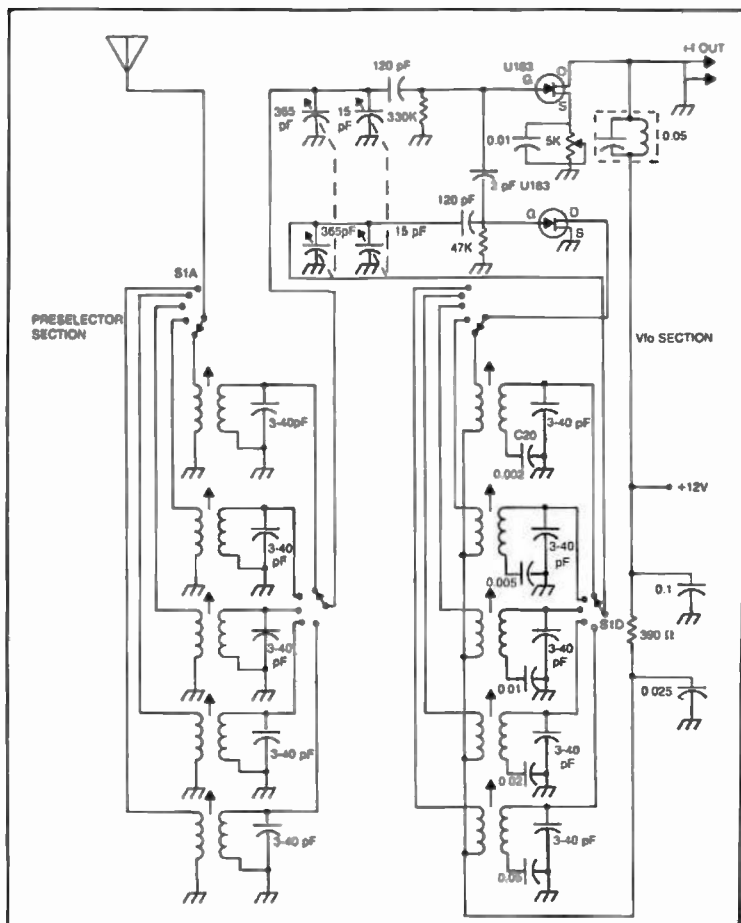 U183
+I OUT
120 pF
G
D
S
365 pF
15 pF
330K
0.01
5K
0.05
2 pF U183
120 pF
G
D
S
365pF
15 pF
47K
S1A
PRESELECTOR SECTION
Vfo SECTION
3-40pF
C20
3-40 pF
0.002
+12V
3-40 pF
3-40 pF
0.005
0.1
S1D
390 Ω
3-40 pF
3-40 pF
0.01
0.025
3-40 pF
3-40 pF
0.02
3-40 pF
3-40 pF
0.05